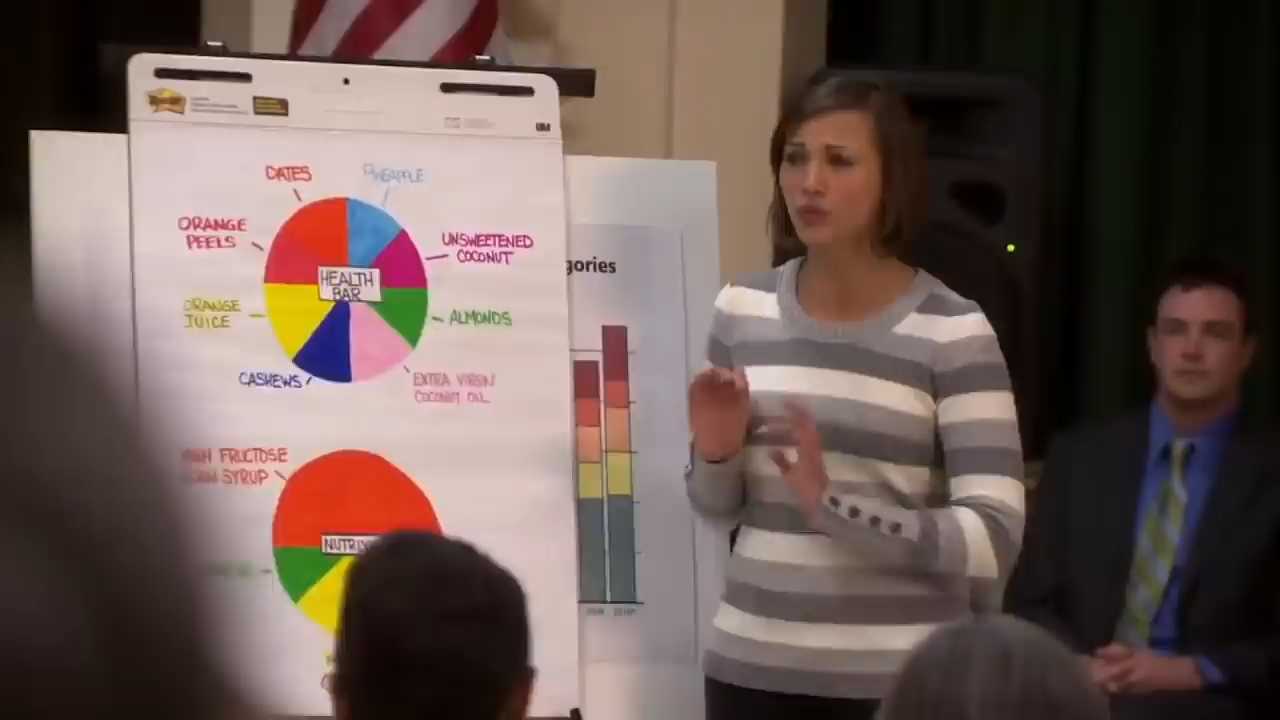 DATES
PINEAPPLE
ORANGE
PEELS
UNSWEETENED
COCONUT
HEALTH
BAR
ORANGE
JUICE
ALMONDS
CASHEWS
EXTRA VIRGIN
COCONUT OIL
gories
FRUCTOSE
SYRUP